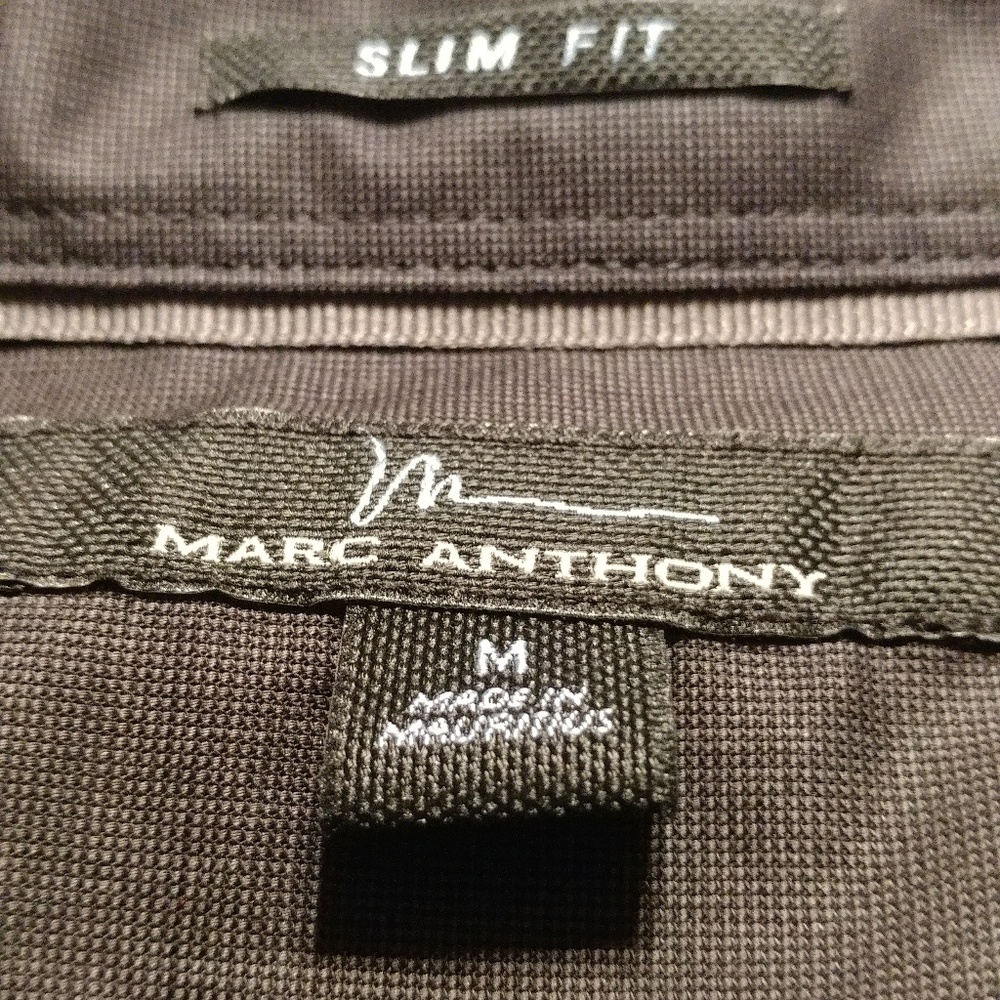 SLIM FIT
MARC ANTHONY
M
MADE IN
MAURITIUS